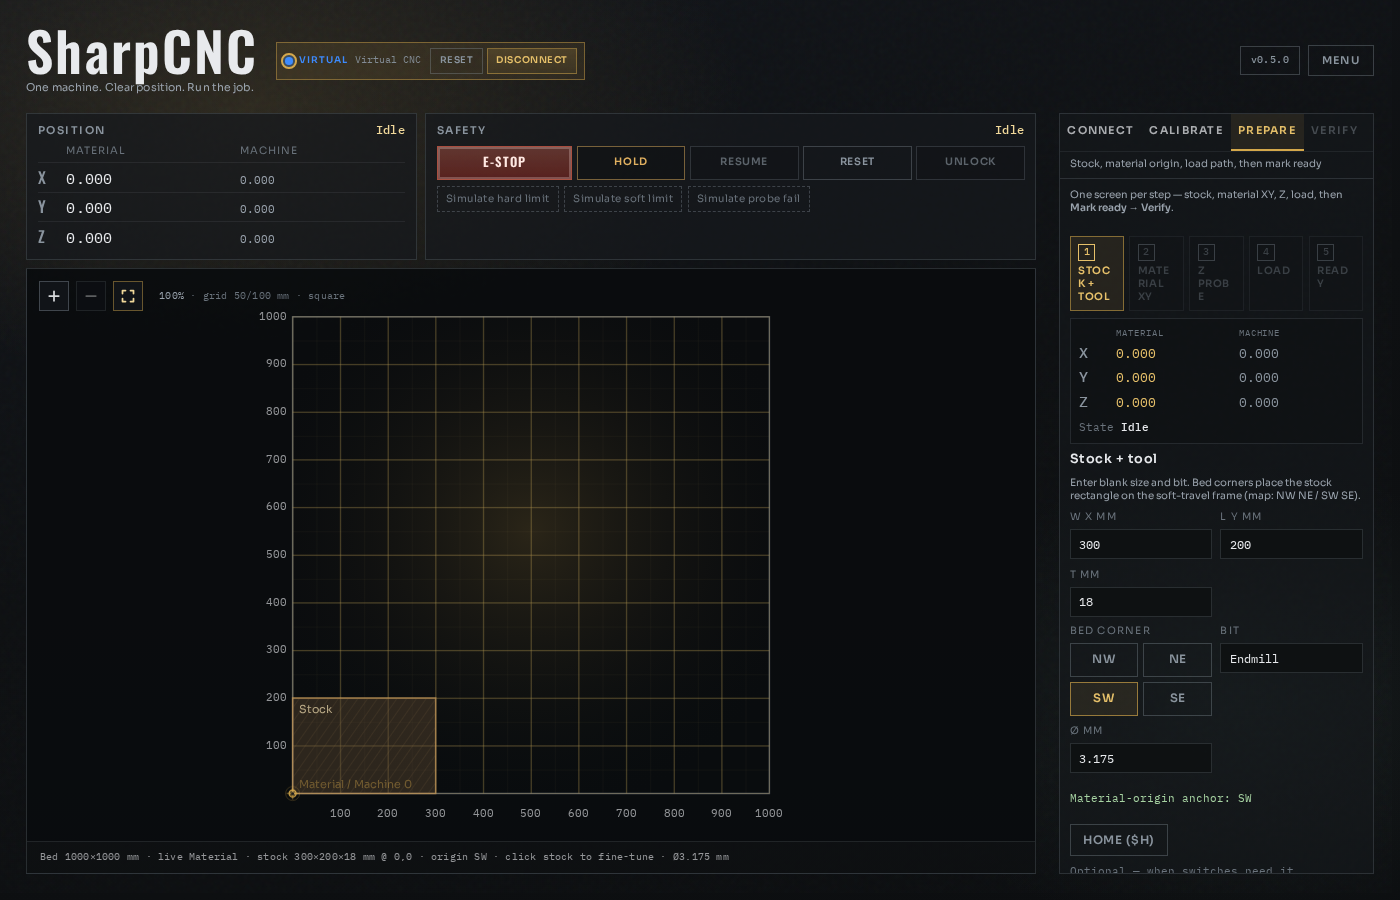 SharpCNC
One machine. Clear position. Run the job.
VIRTUAL Virtual CNC RESET DISCONNECT
v0.5.0 MENU
POSITION Idle
MATERIAL MACHINE
X 0.000 0.000
Y 0.000 0.000
Z 0.000 0.000
SAFETY Idle
E-STOP HOLD RESUME RESET UNLOCK
Simulate hard limit Simulate soft limit Simulate probe fail
100% · grid 50/100 mm · square
1000
900
800
700
600
500
400
300
200
100
Stock
Material / Machine 0
100 200 300 400 500 600 700 800 900 1000
Bed 1000×1000 mm · live Material · stock 300×200×18 mm @ 0,0 · origin SW · click stock to fine-tune · Ø3.175 mm
CONNECT CALIBRATE PREPARE VERIFY
Stock, material origin, load path, then mark ready
One screen per step — stock, material XY, Z, load, then
Mark ready → Verify.
1 2 3 4 5
STOC MATE Z LOAD READ
K + RIAL PROB Y
TOOL XY E
MATERIAL MACHINE
X 0.000 0.000
Y 0.000 0.000
Z 0.000 0.000
State Idle
Stock + tool
Enter blank size and bit. Bed corners place the stock
rectangle on the soft-travel frame (map: NW NE / SW SE).
W X MM L Y MM
300 200
T MM
18
BED CORNER BIT
NW NE Endmill
SW SE
Ø MM
3.175
Material-origin anchor: SW
HOME ($H)
Optional — when switches need it